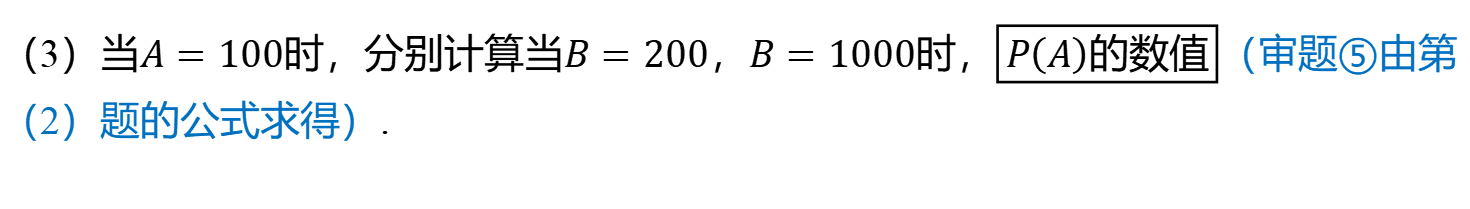 （3）当A = 100时，分别计算当B = 200，B = 1000时，P(A)的数值（审题⑤由第
（2）题的公式求得）.